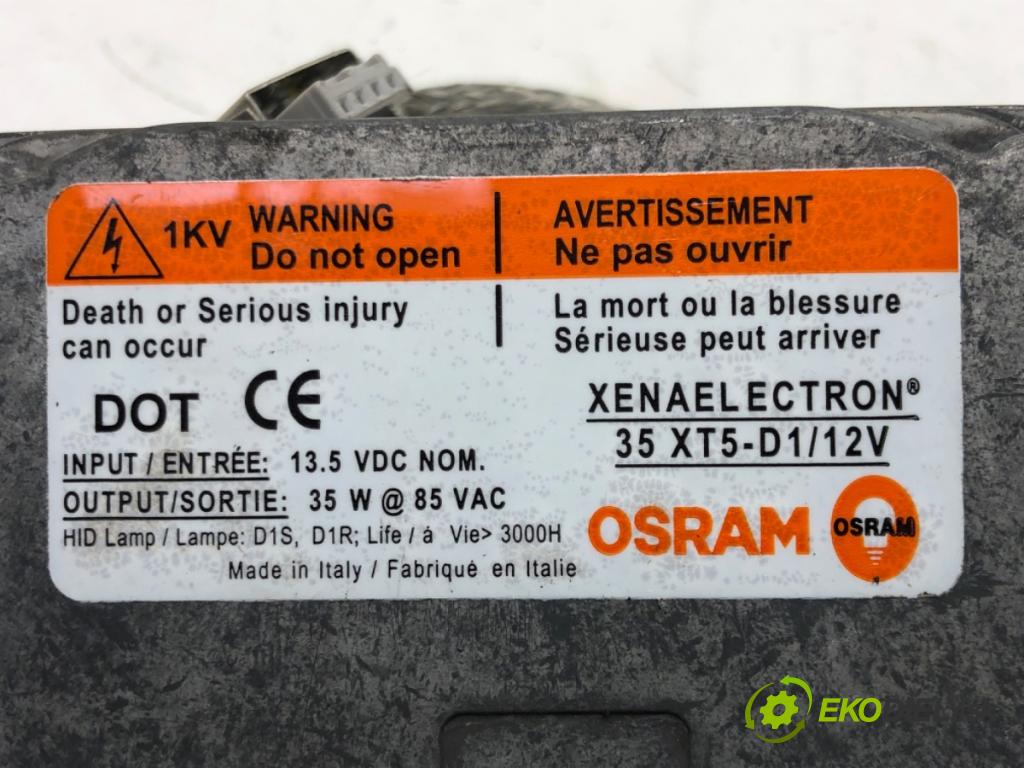 1KV WARNING
Do not open
AVERTISSEMENT
Ne pas ouvrir
Death or Serious injury
can occur
La mort ou la blessure
Sérieuse peut arriver
DOT CE
XENAELECTRON®
35 XT5-D1/12V
INPUT / ENTRÉE: 13.5 VDC NOM.
OUTPUT/SORTIE: 35 W @ 85 VAC
HID Lamp / Lampe: D1S, D1R; Life / á Vie> 3000H
Made in Italy / Fabriqué en Italie
OSRAM
OSRAM
EKO